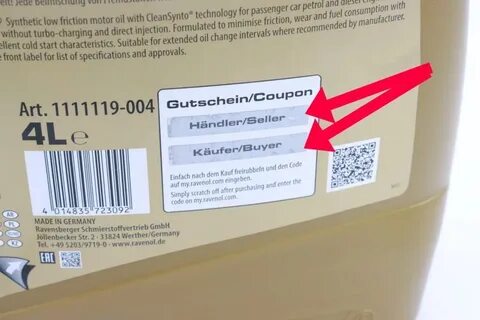 ® Synthetic low friction motor oil with CleanSynto® technology for passenger car petrol and diesel
without turbo-charging and direct injection. Formulated to minimise friction, wear and fuel consumption with
excellent cold start characteristics. Suitable for extended oil change intervals where recommended by manufacturer.
front label for list of specifications and approvals.
Art. 1111119-004
4L e
4 014835 723092
Gutschein/Coupon
Händler/Seller
Käufer/Buyer
Einfach nach dem Kauf freirubbeln und den Code
auf my.ravenol.com eingeben.
Simply scratch off after purchasing and enter the
code on my.ravenol.com.
MADE IN GERMANY
Ravensberger Schmierstoffvertrieb GmbH
Jöllenbecker Str. 2 · 33824 Werther/Germany
Tel. +49 5203/9719-0 · www.ravenol.de
EAC